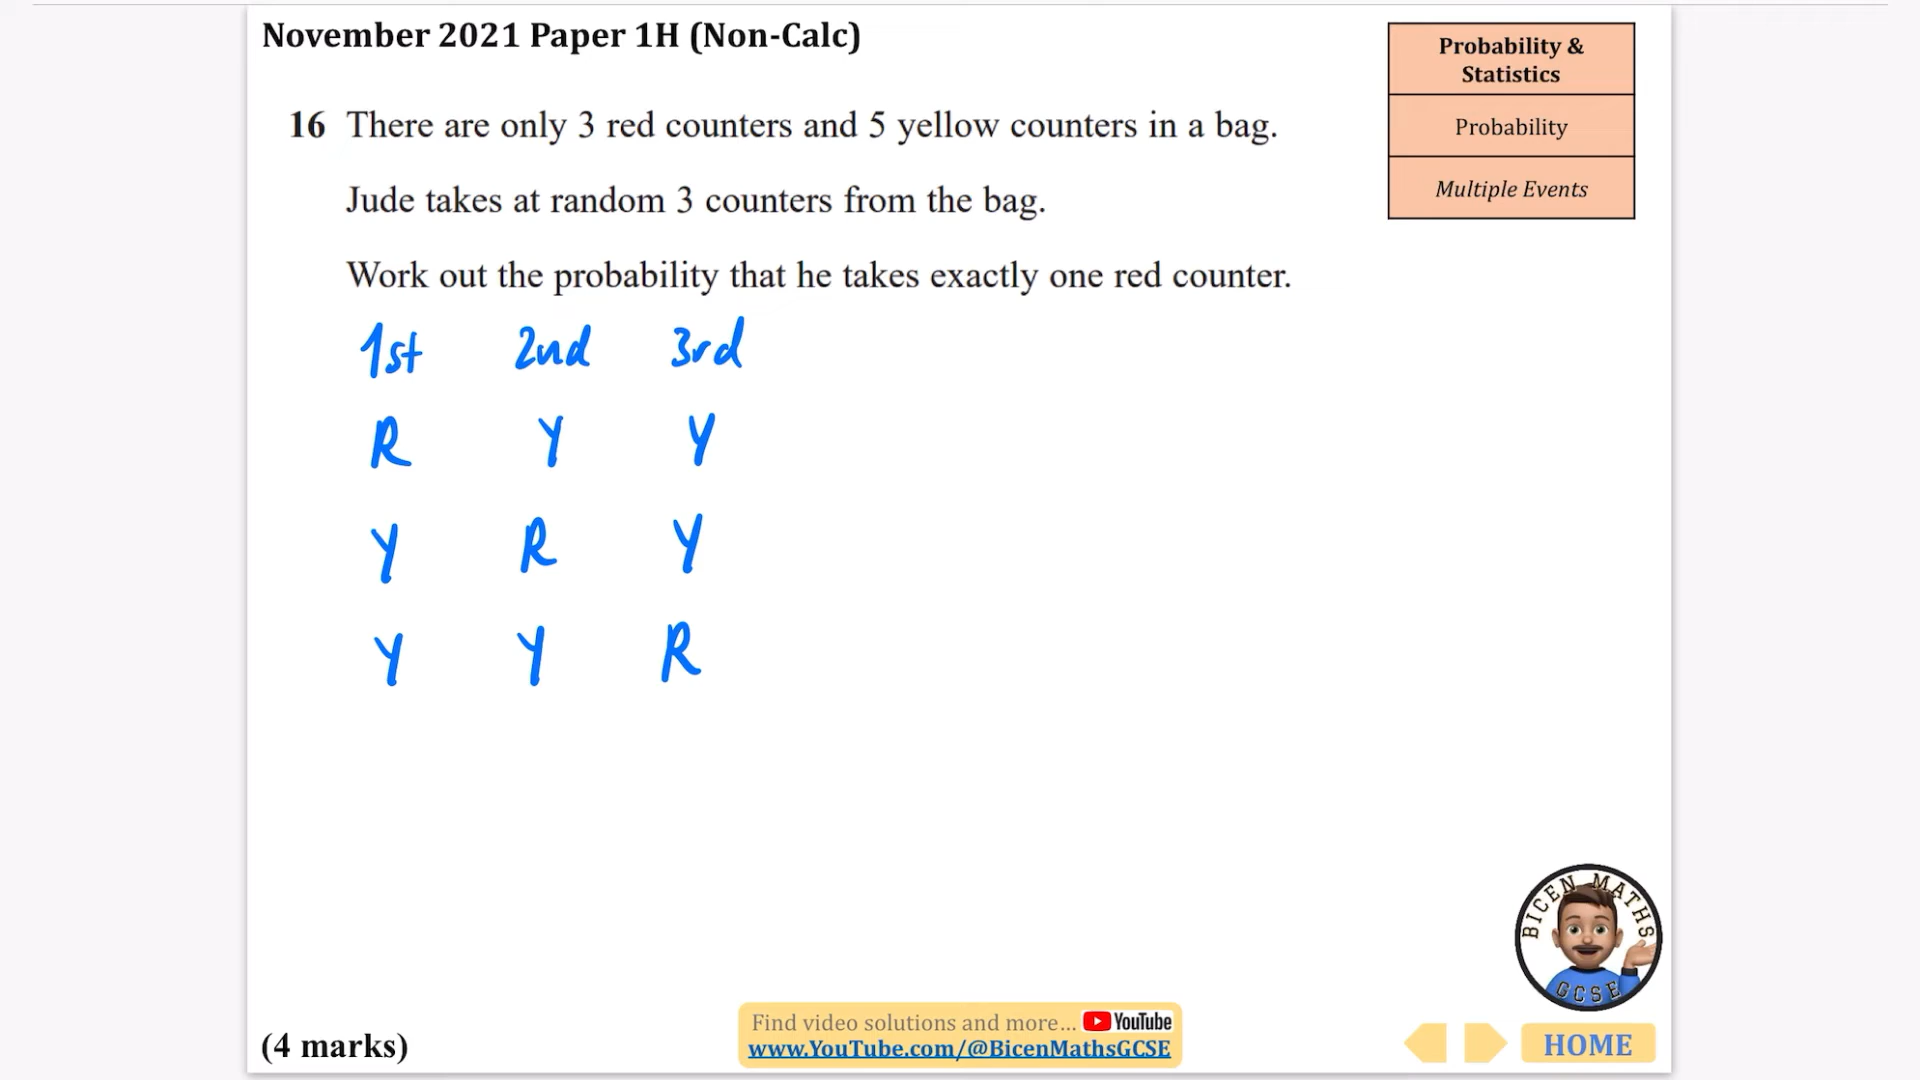 November 2021 Paper 1H (Non-Calc)
Probability &
Statistics
Probability
Multiple Events
16 There are only 3 red counters and 5 yellow counters in a bag.
Jude takes at random 3 counters from the bag.
Work out the probability that he takes exactly one red counter.
1st 2nd 3rd
R Y Y
Y R Y
Y Y R
BICEN MATHS
GCSE
(4 marks)
Find video solutions and more... YouTube
www.YouTube.com/@BicenMathsGCSE
HOME